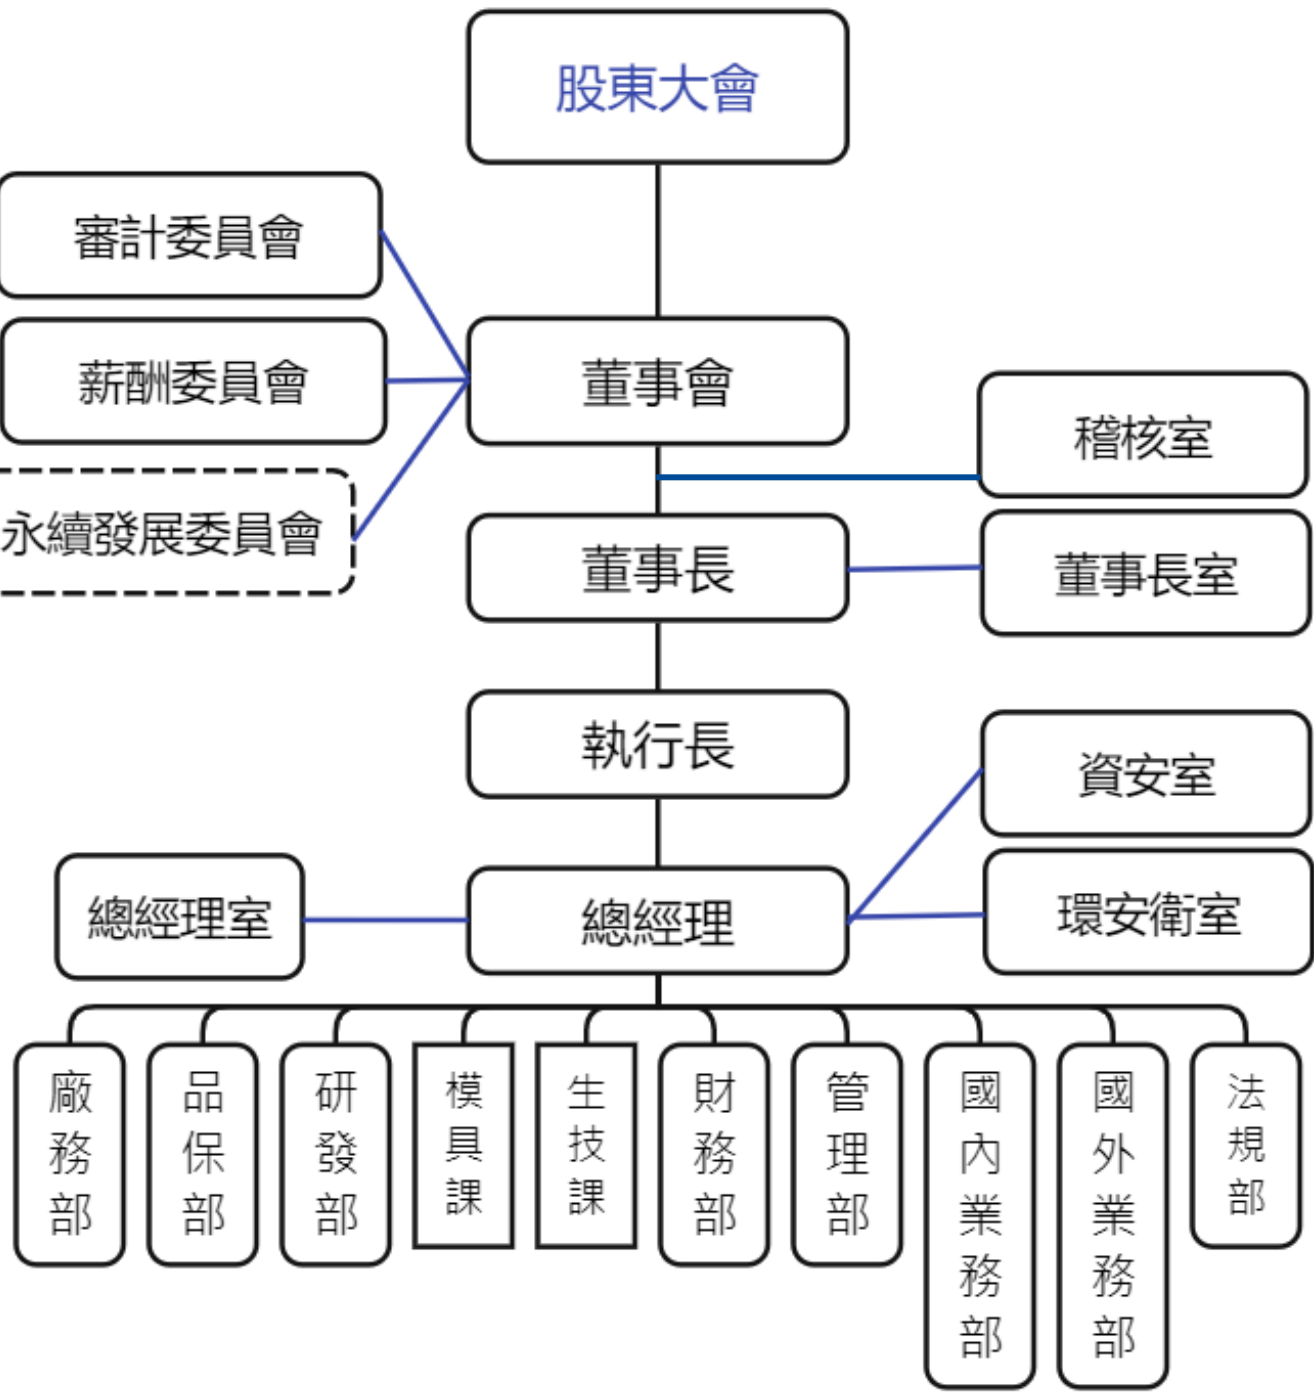 股東大會
審計委員會
薪酬委員會
永續發展委員會
董事會
稽核室
董事長
董事長室
執行長
資安室
總經理室
總經理
環安衛室
廠務部
品保部
研發部
模具課
生技課
財務部
管理部
國內業務部
國外業務部
法規部